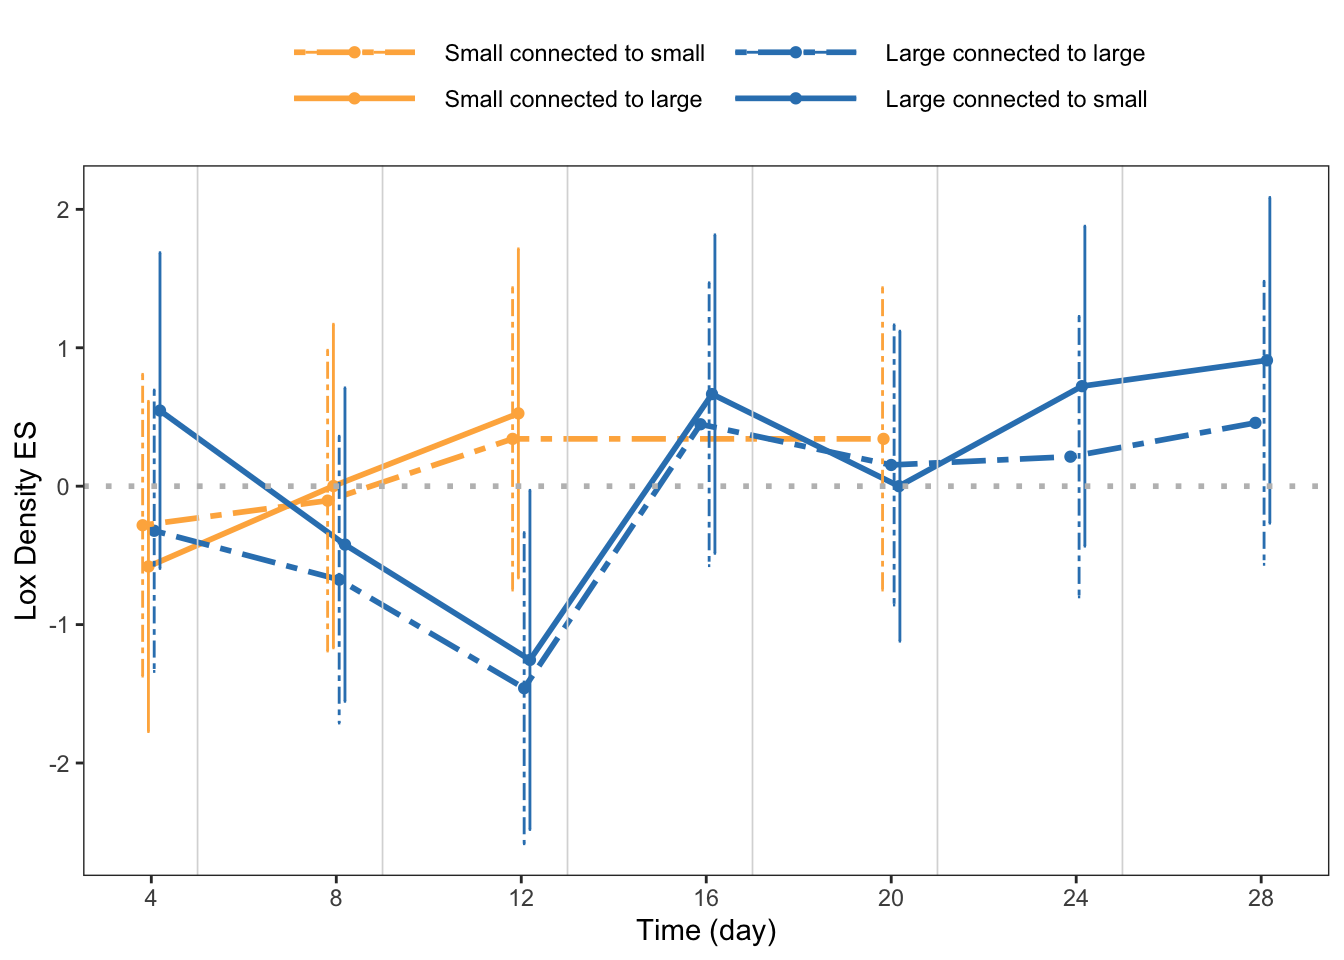 Small connected to small
Large connected to large
Small connected to large
Large connected to small
Lox Density ES
2
1
0
-1
-2
4 8 12 16 20 24 28
Time (day)